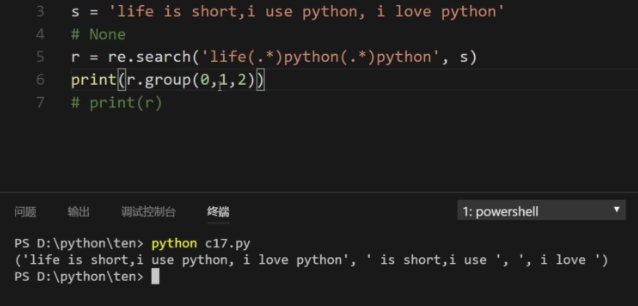 3 s = 'life is short,i use python, i love python'
4 # None
5 r = re.search('life(.*)python(.*)python', s)
6 print(r.group(0,1,2))
7 # print(r)
问题 输出 调试控制台 终端 1: powershell
PS D:\python\ten> python c17.py
('life is short,i use python, i love python', ' is short,i use ', ', i love ')
PS D:\python\ten>